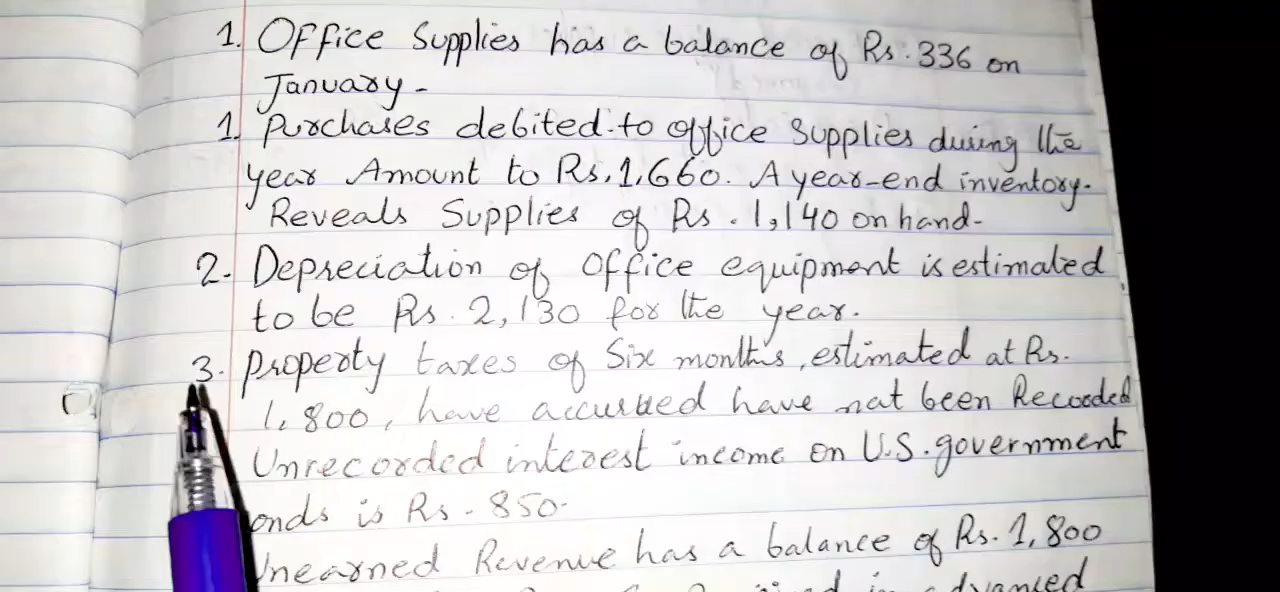 1. Office Supplies has a balance of Rs. 336 on
January -
1. Purchases debited to office Supplies during the
year Amount to Rs. 1,660. A year-end inventory.
Reveals Supplies of Rs. 1,140 on hand -
2. Depreciation of office equipment is estimated
to be Rs. 2,130 for the year.
3. property taxes of Six months, estimated at Rs.
1,800, have accurued have not been Recooded
Unrecorded interest income on U.S. government
onds is Rs. 850.
nearned Revenue has a balance of Rs. 1,800
in advanced